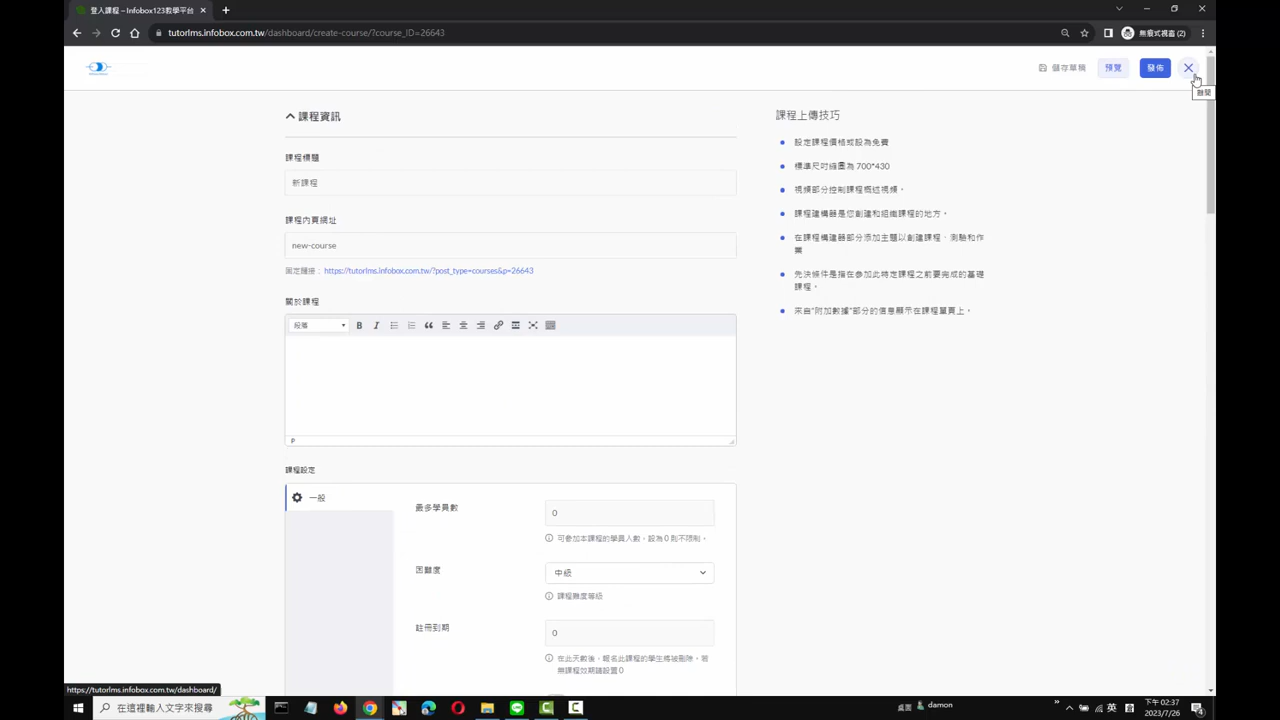 登入課程 – Infobox123教學平台
tutorlms.infobox.com.tw/dashboard/create-course/?course_ID=26643
無痕式視窗 (2)
儲存草稿
預覽
發佈
離開
課程資訊
課程標題
新課程
課程內頁網址
new-course
固定鏈接： https://tutorlms.infobox.com.tw/?post_type=courses&p=26643
關於課程
段落
P
課程設定
一般
最多學員數
0
可參加本課程的學員人數，設為 0 則不限制。
困難度
中級
課程難度等級
註冊到期
0
在此天數後，報名此課程的學生將被刪除。若
無課程效期請設置 0
課程上傳技巧
設定課程價格或設為免費
標準尺吋縮圖為 700*430
視頻部分控制課程概述視頻。
課程建構器是您創建和組織課程的地方。
在課程構建器部分添加主題以創建課程、測驗和作
業
先決條件是指在參加此特定課程之前要完成的基礎
課程。
來自“附加數據”部分的信息顯示在課程單頁上。
https://tutorlms.infobox.com.tw/dashboard/
在這裡輸入文字來搜尋
桌面
damon
英
下午 02:37
2023/7/26